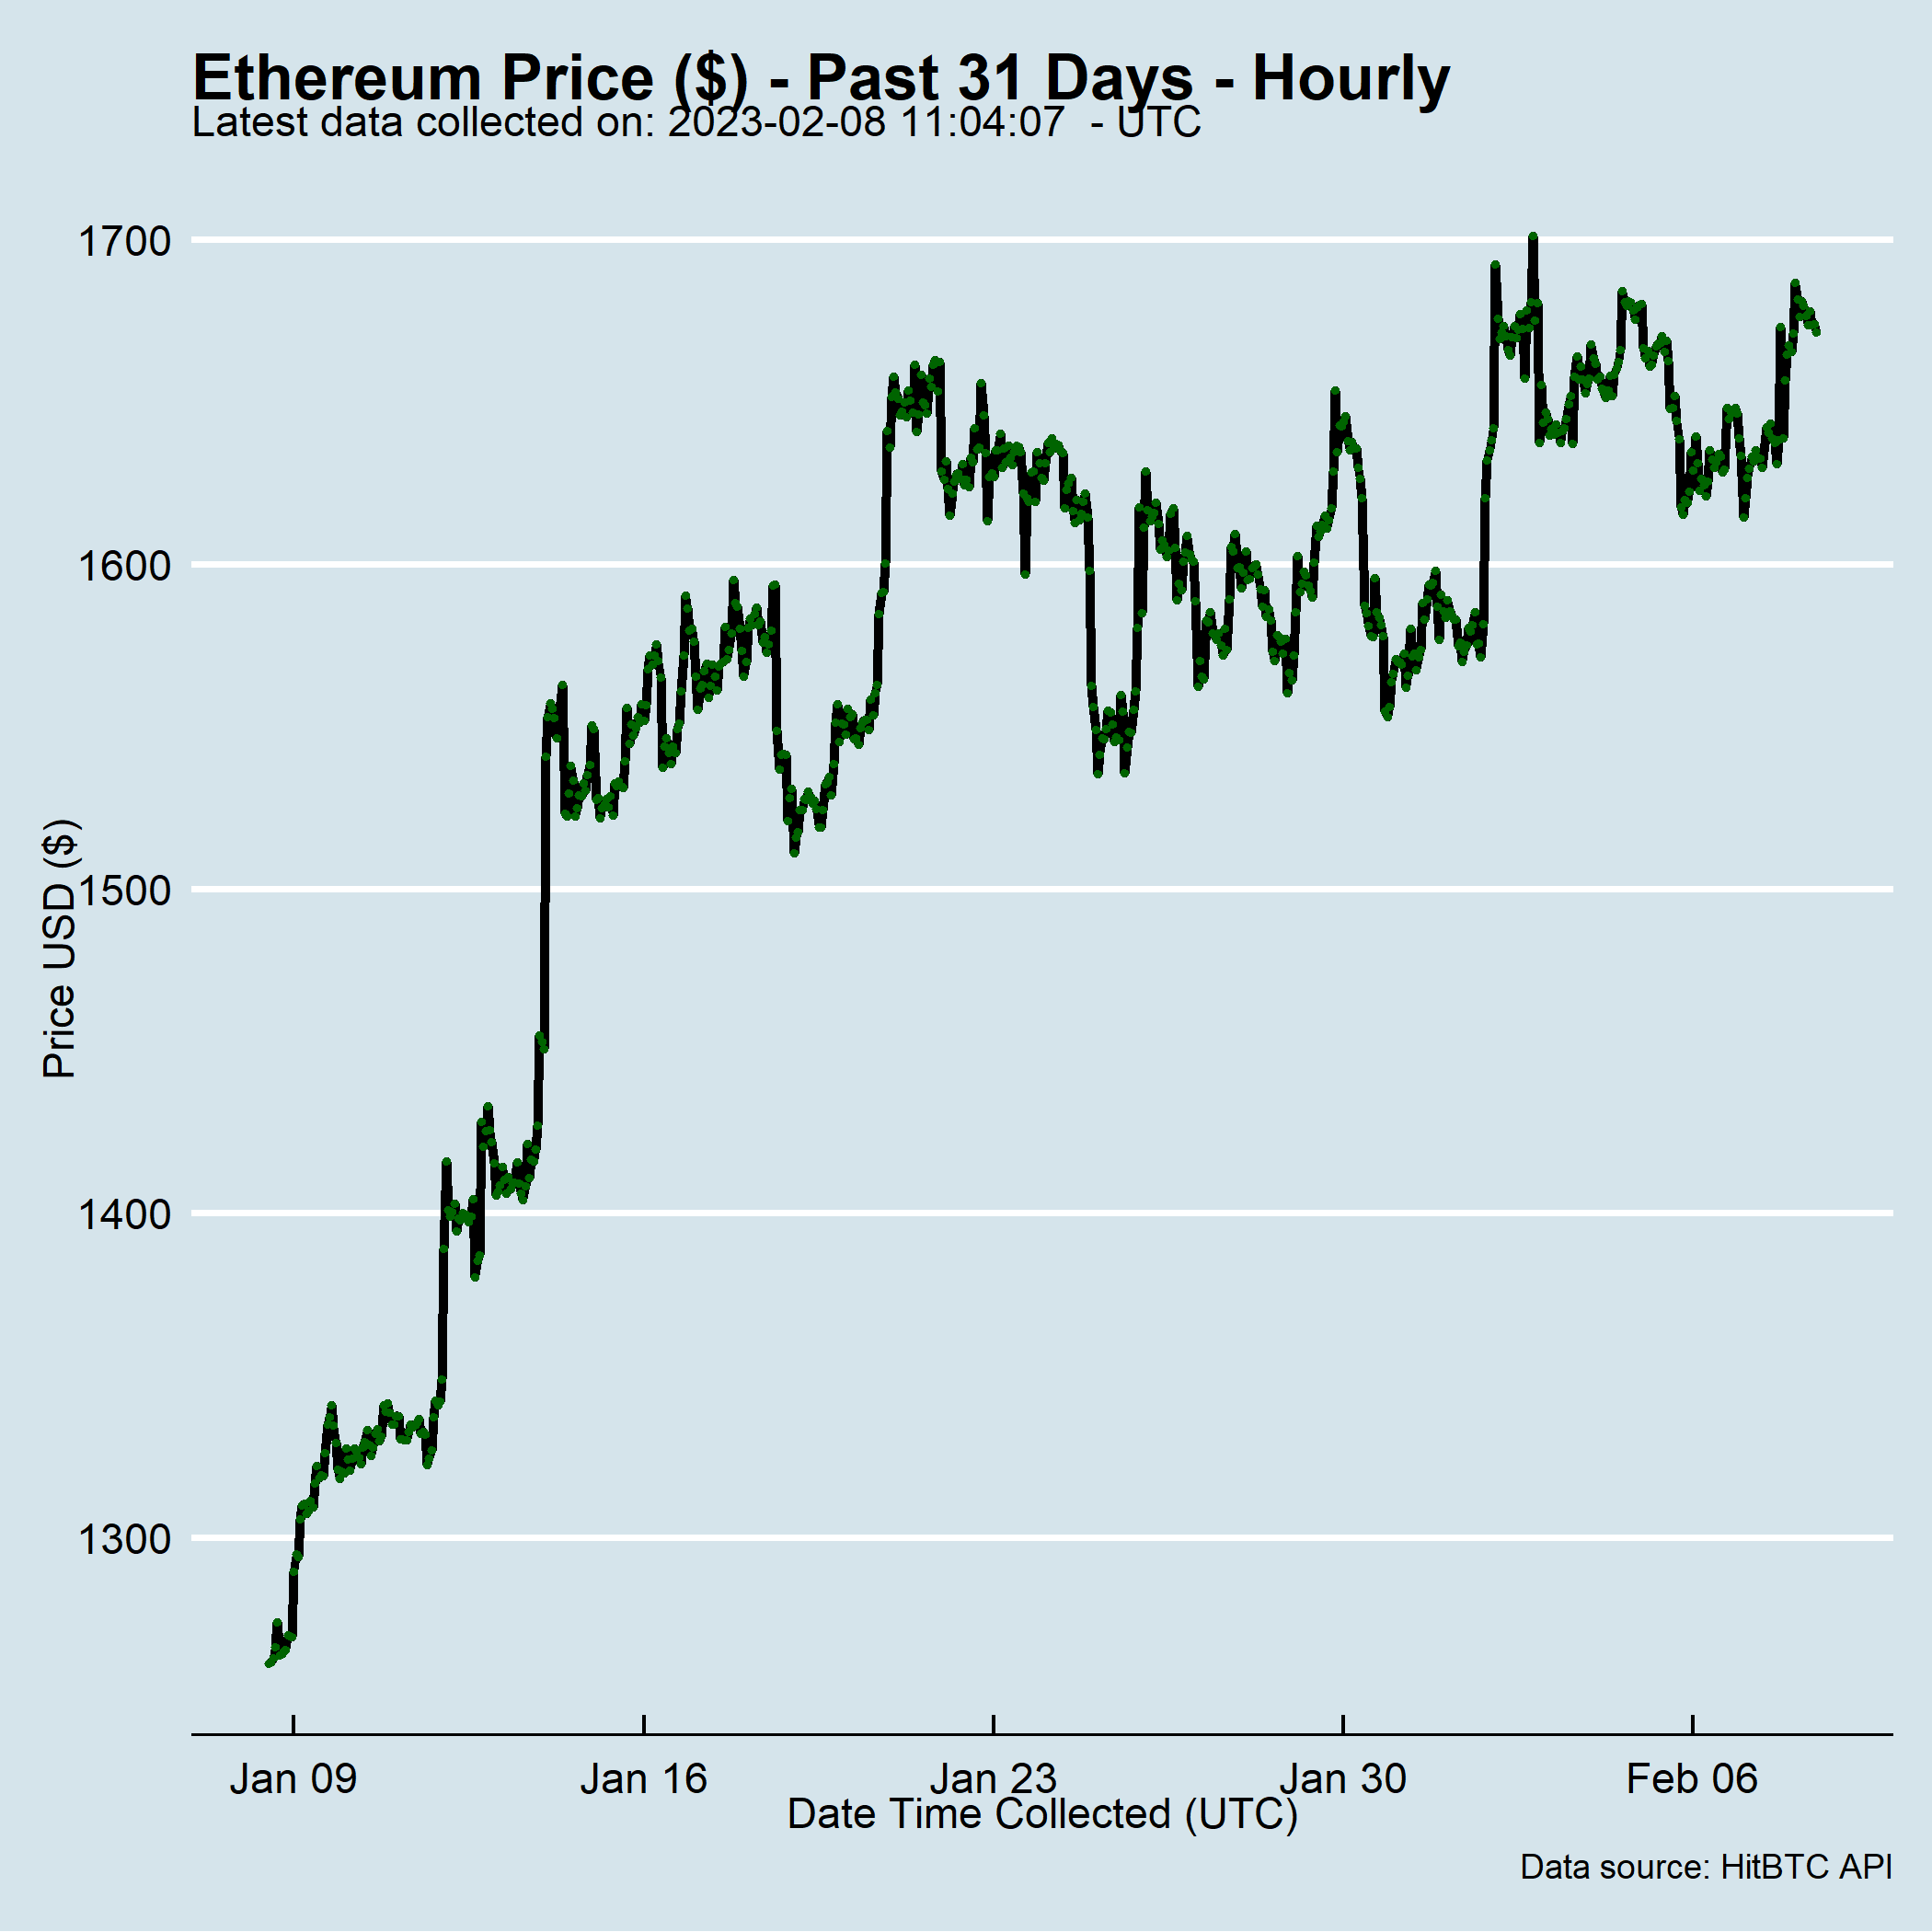 Ethereum Price ($) - Past 31 Days - Hourly
Latest data collected on: 2023-02-08 11:04:07  - UTC
Price USD ($)
1700
1600
1500
1400
1300
Jan 09
Jan 16
Jan 23
Jan 30
Feb 06
Date Time Collected (UTC)
Data source: HitBTC API